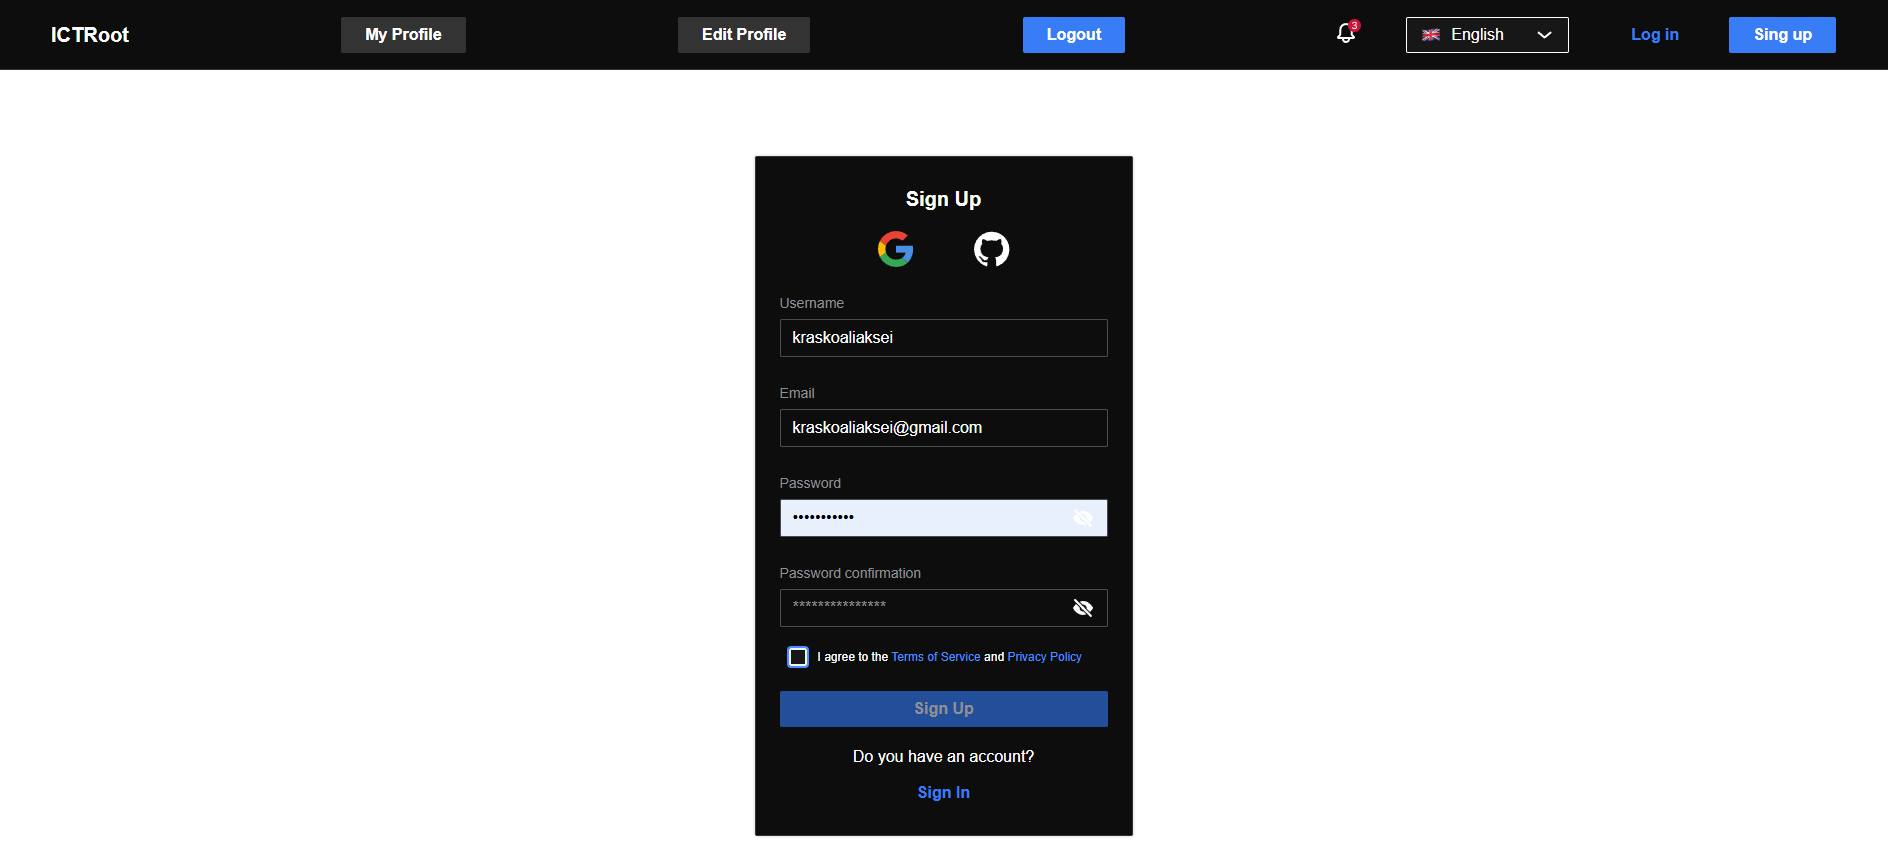 ICTRoot My Profile Edit Profile Logout 3 English Log in Sing up
Sign Up
Username
kraskoaliaksei
Email
kraskoaliaksei@gmail.com
Password
•••••••••••
Password confirmation
***************
I agree to the Terms of Service and Privacy Policy
Sign Up
Do you have an account?
Sign In